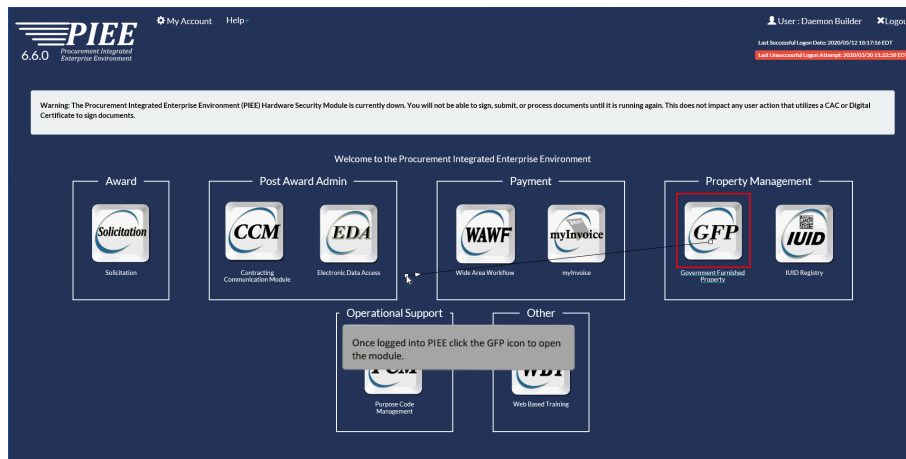 PIEE
Procurement Integrated
Enterprise Environment
6.6.0
My Account Help
User : Daemon Builder
Logou
Last Successful Logon Date: 2020/03/12 18:17:16 EDT
Last Unsuccessful Logon Attempt: 2020/03/30 11:22:58 EDT
Warning: The Procurement Integrated Enterprise Environment (PIEE) Hardware Security Module is currently down. You will not be able to sign, submit, or process documents until it is running again. This does not impact any user action that utilizes a CAC or Digital
Certificate to sign documents.
Welcome to the Procurement Integrated Enterprise Environment
Award
Solicitation
Solicitation
Post Award Admin
CCM
Contracting
Communication Module
EDA
Electronic Data Access
Payment
WAWF
Wide Area Workflow
myInvoice
myInvoice
Property Management
GFP
Government Furnished
Property
IUID
IUID Registry
Operational Support
Once logged into PIEE click the GFP icon to open
the module.
PCM
Purpose Code
Management
Other
WBT
Web Based Training